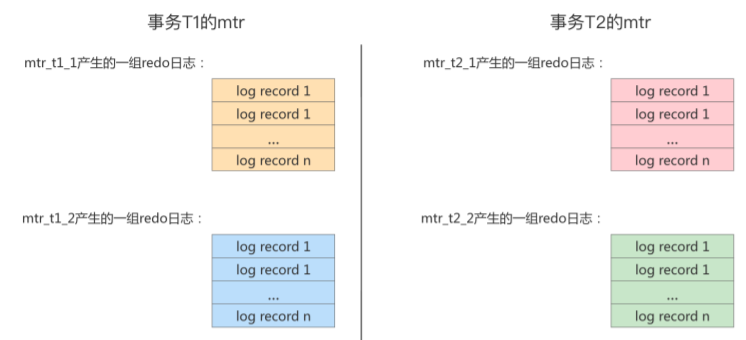 事务T1的mtr
mtr_t1_1产生的一组redo日志：
log record 1
log record 1
...
log record n
mtr_t1_2产生的一组redo日志：
log record 1
log record 1
...
log record n
事务T2的mtr
mtr_t2_1产生的一组redo日志：
log record 1
log record 1
...
log record n
mtr_t2_2产生的一组redo日志：
log record 1
log record 1
...
log record n